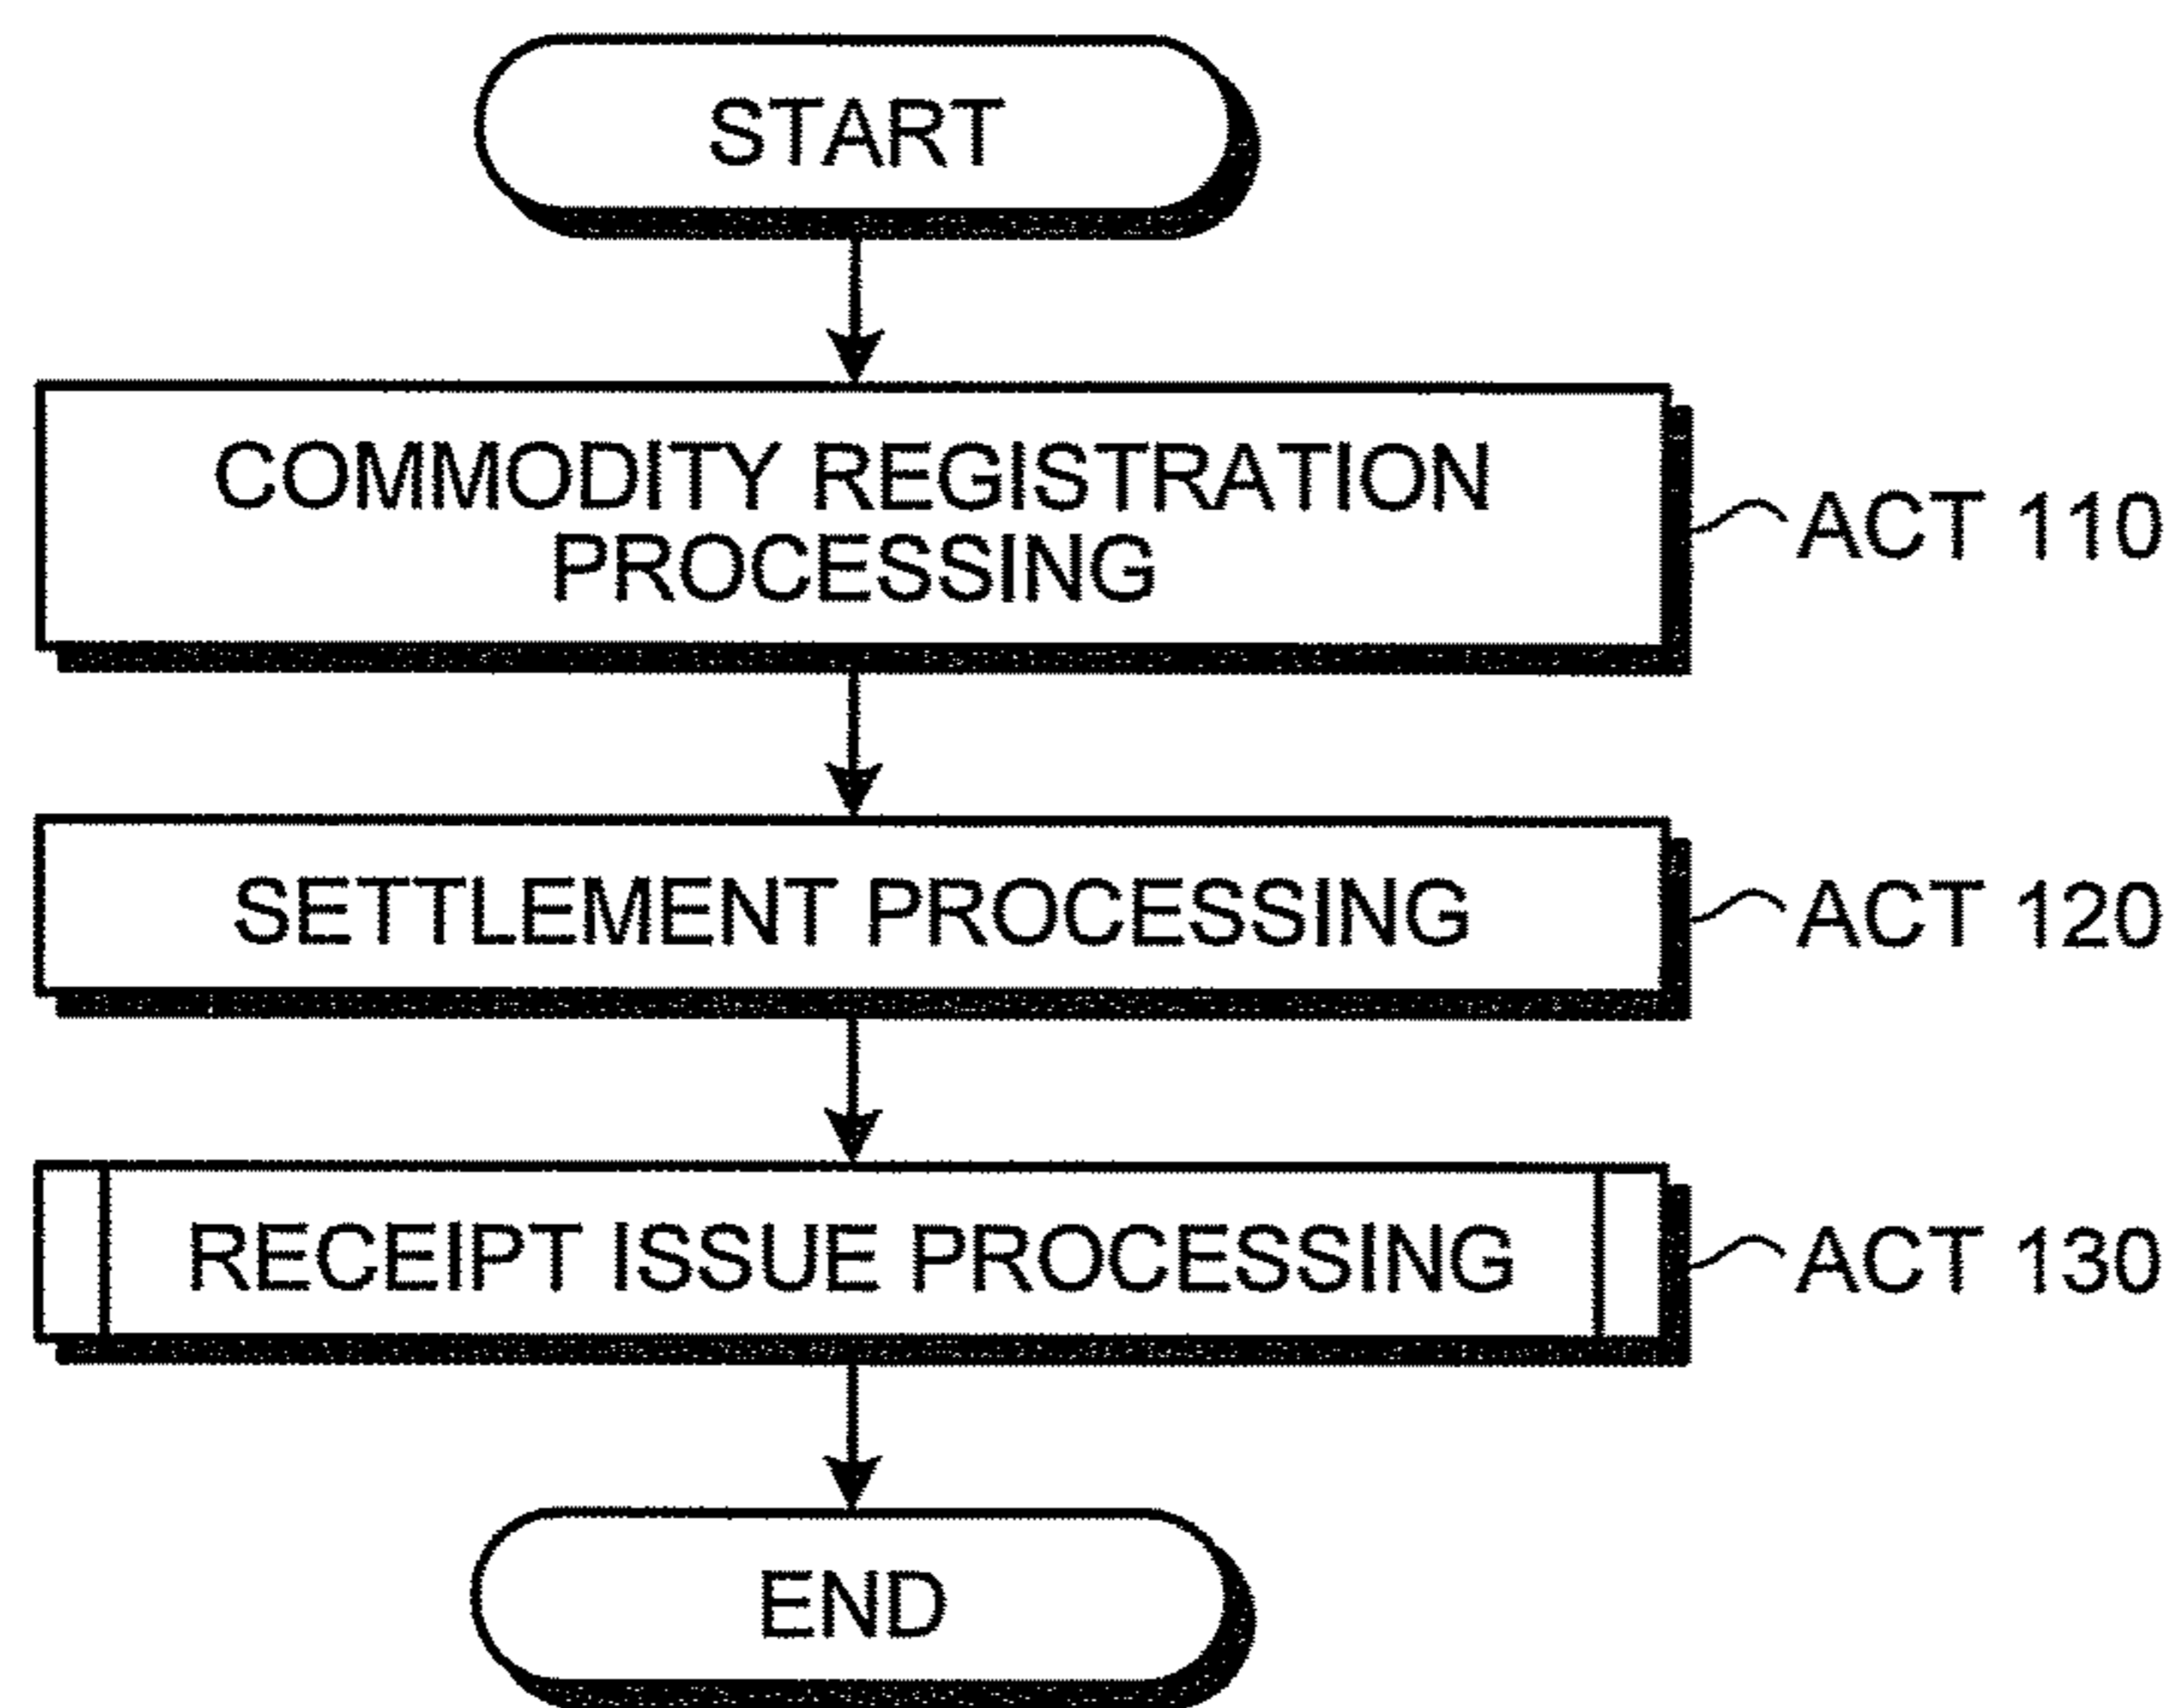 START
COMMODITY REGISTRATION
PROCESSING
ACT 110
SETTLEMENT PROCESSING
ACT 120
RECEIPT ISSUE PROCESSING
ACT 130
END